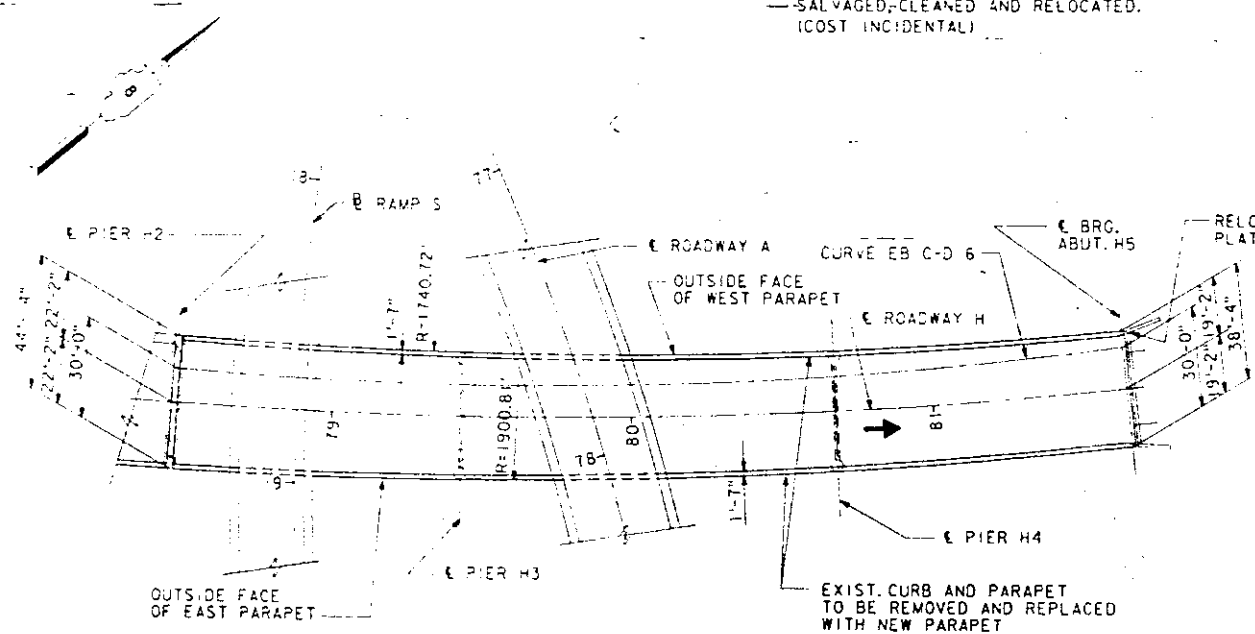 SALVAGED, CLEANED AND RELOCATED.
(COST INCIDENTAL)
77
℄ PIER H2
℄ RAMP S
℄ ROADWAY A
OUTSIDE FACE
OF WEST PARAPET
CURVE EB C-D 6
℄ BRG.
ABUT. H5
44'-4"
22'-2" 22'-2"
30'-0"
1'-7"
R=1740.72'
℄ ROADWAY H
19'-2" 19'-2"
30'-0"
38'-4"
79
R=1900.81'
78
80
81
1'-7"
℄ PIER H4
℄ PIER H3
OUTSIDE FACE
OF EAST PARAPET
EXIST. CURB AND PARAPET
TO BE REMOVED AND REPLACED
WITH NEW PARAPET